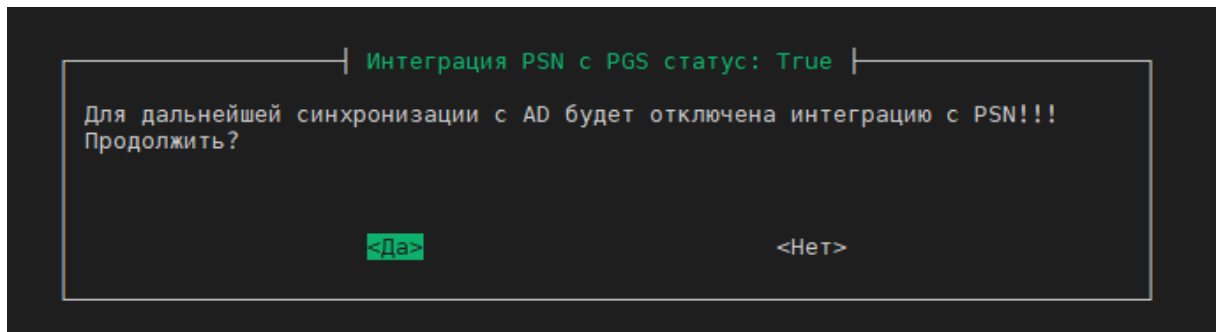 Интеграция PSN с PGS статус: True
Для дальнейшей синхронизации с AD будет отключена интеграцию с PSN!!!
Продолжить?
<Да> <Нет>